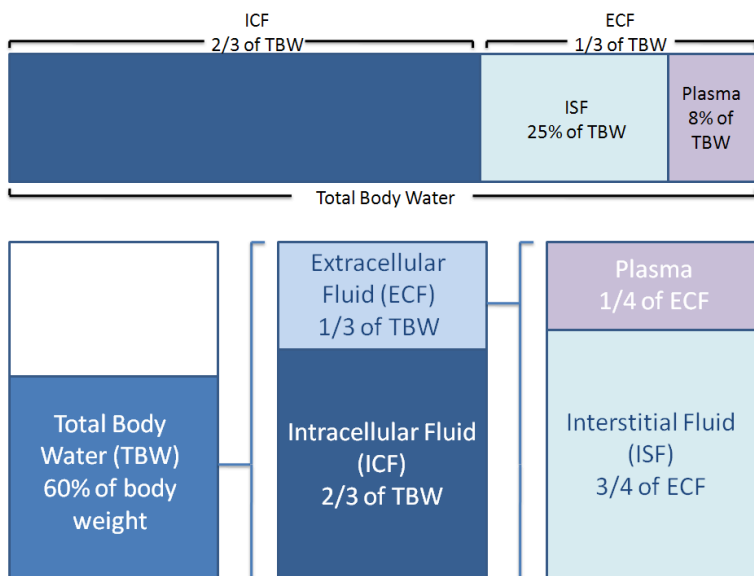 ICF
2/3 of TBW
ECF
1/3 of TBW
ISF
25% of TBW
Plasma
8% of
TBW
Total Body Water
Total Body
Water (TBW)
60% of body
weight
Extracellular
Fluid (ECF)
1/3 of TBW
Intracellular Fluid
(ICF)
2/3 of TBW
Plasma
1/4 of ECF
Interstitial Fluid
(ISF)
3/4 of ECF